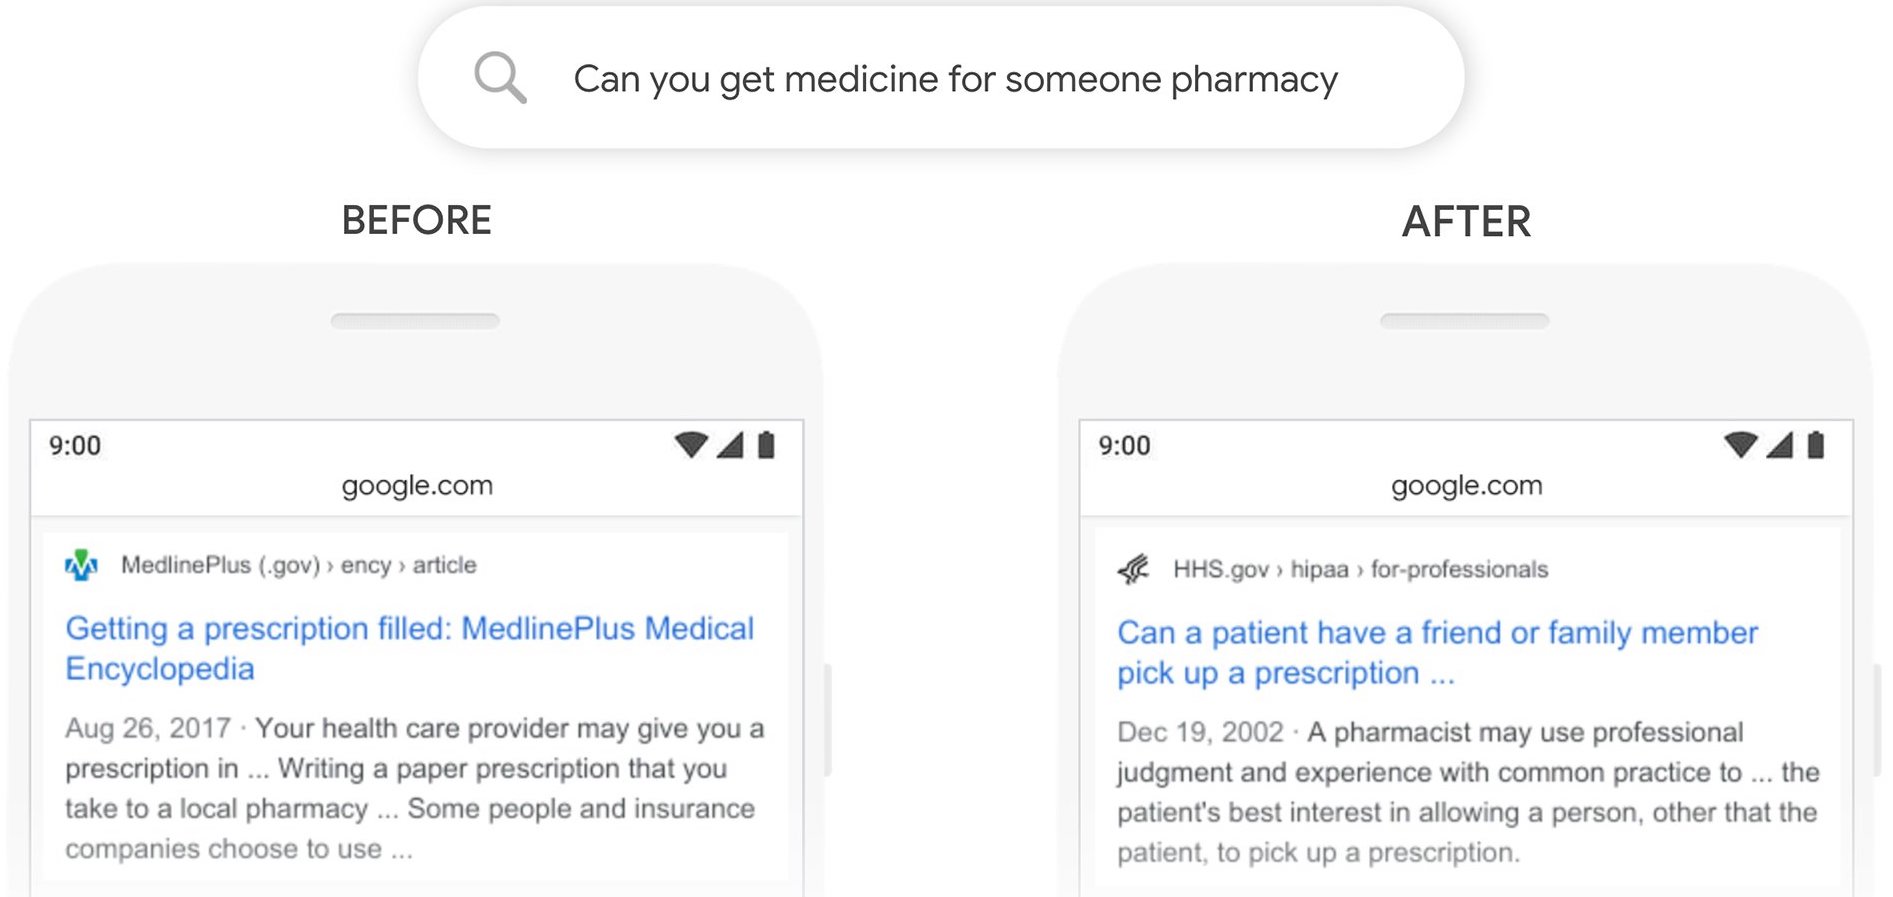 Can you get medicine for someone pharmacy
BEFORE
9:00
google.com
MedlinePlus (.gov) › ency › article
Getting a prescription filled: MedlinePlus Medical
Encyclopedia
Aug 26, 2017 · Your health care provider may give you a
prescription in ... Writing a paper prescription that you
take to a local pharmacy ... Some people and insurance
companies choose to use ...
AFTER
9:00
google.com
HHS.gov › hipaa › for-professionals
Can a patient have a friend or family member
pick up a prescription ...
Dec 19, 2002 · A pharmacist may use professional
judgment and experience with common practice to ... the
patient's best interest in allowing a person, other that the
patient, to pick up a prescription.